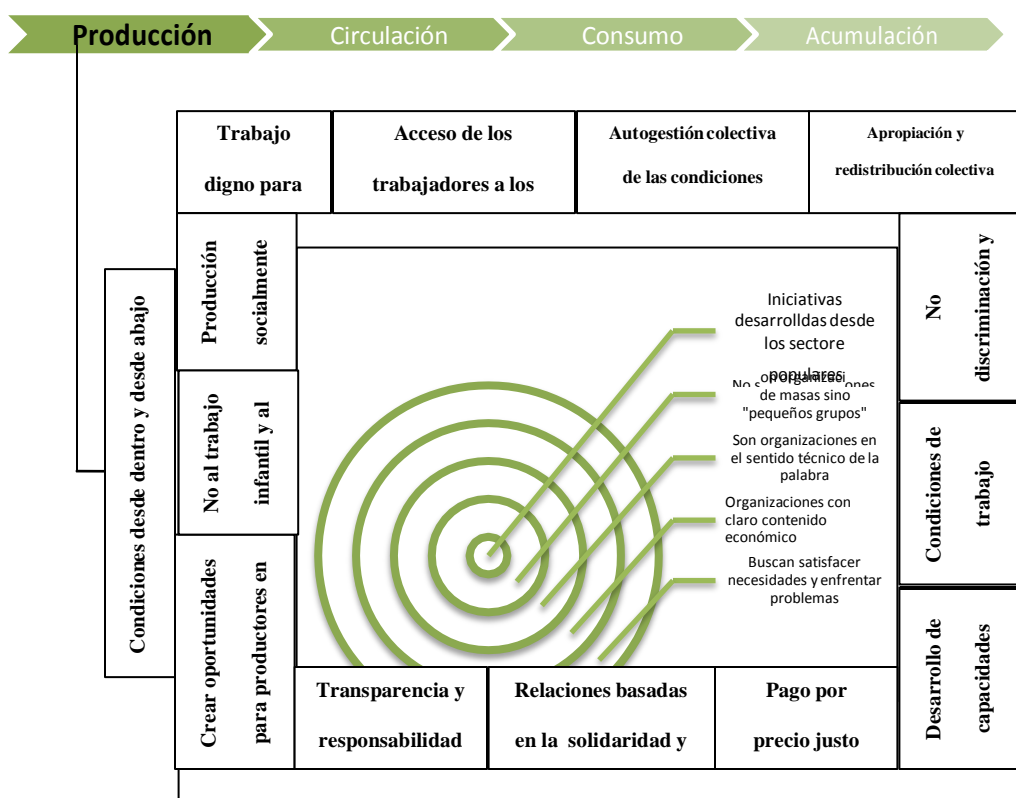 Producción
Circulación
Consumo
Acumulación
Trabajo
digno para
Acceso de los
trabajadores a los
Autogestión colectiva
de las condiciones
Apropiación y
redistribución colectiva
Condiciones desde dentro y desde abajo
Producción
socialmente
No al trabajo
infantil y al
Crear oportunidades
para productores en
Iniciativas
desarrolldas desde
los sectore
populares
de masas sino
"pequeños grupos"
Son organizaciones en
el sentido técnico de la
palabra
Organizaciones con
claro contenido
económico
Buscan satisfacer
necesidades y enfrentar
problemas
No
discriminación y
Condiciones de
trabajo
Desarrollo de
capacidades
Transparencia y
responsabilidad
Relaciones basadas
en la solidaridad y
Pago por
precio justo